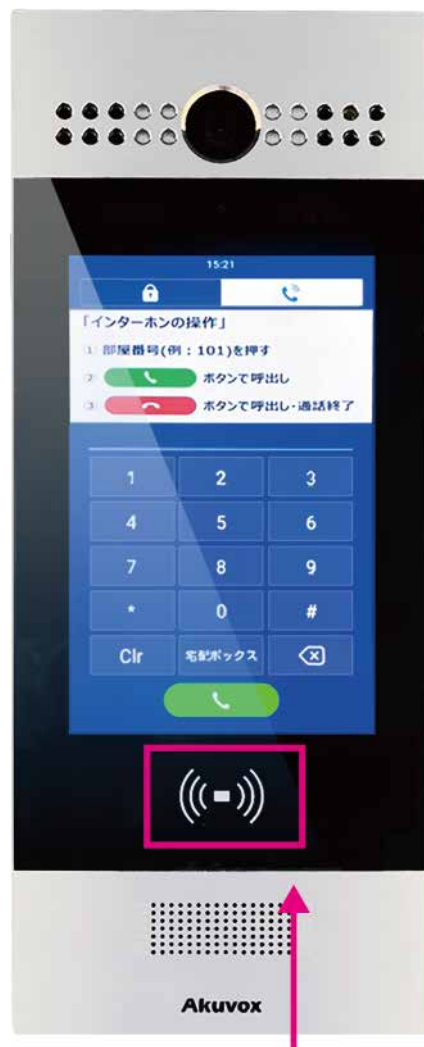 15:21
「インターホンの操作」
① 部屋番号(例：101)を押す
② ボタンで呼出し
③ ボタンで呼出し・通話終了
1 2 3
4 5 6
7 8 9
* 0 #
Clr 宅配ボックス
Akuvox